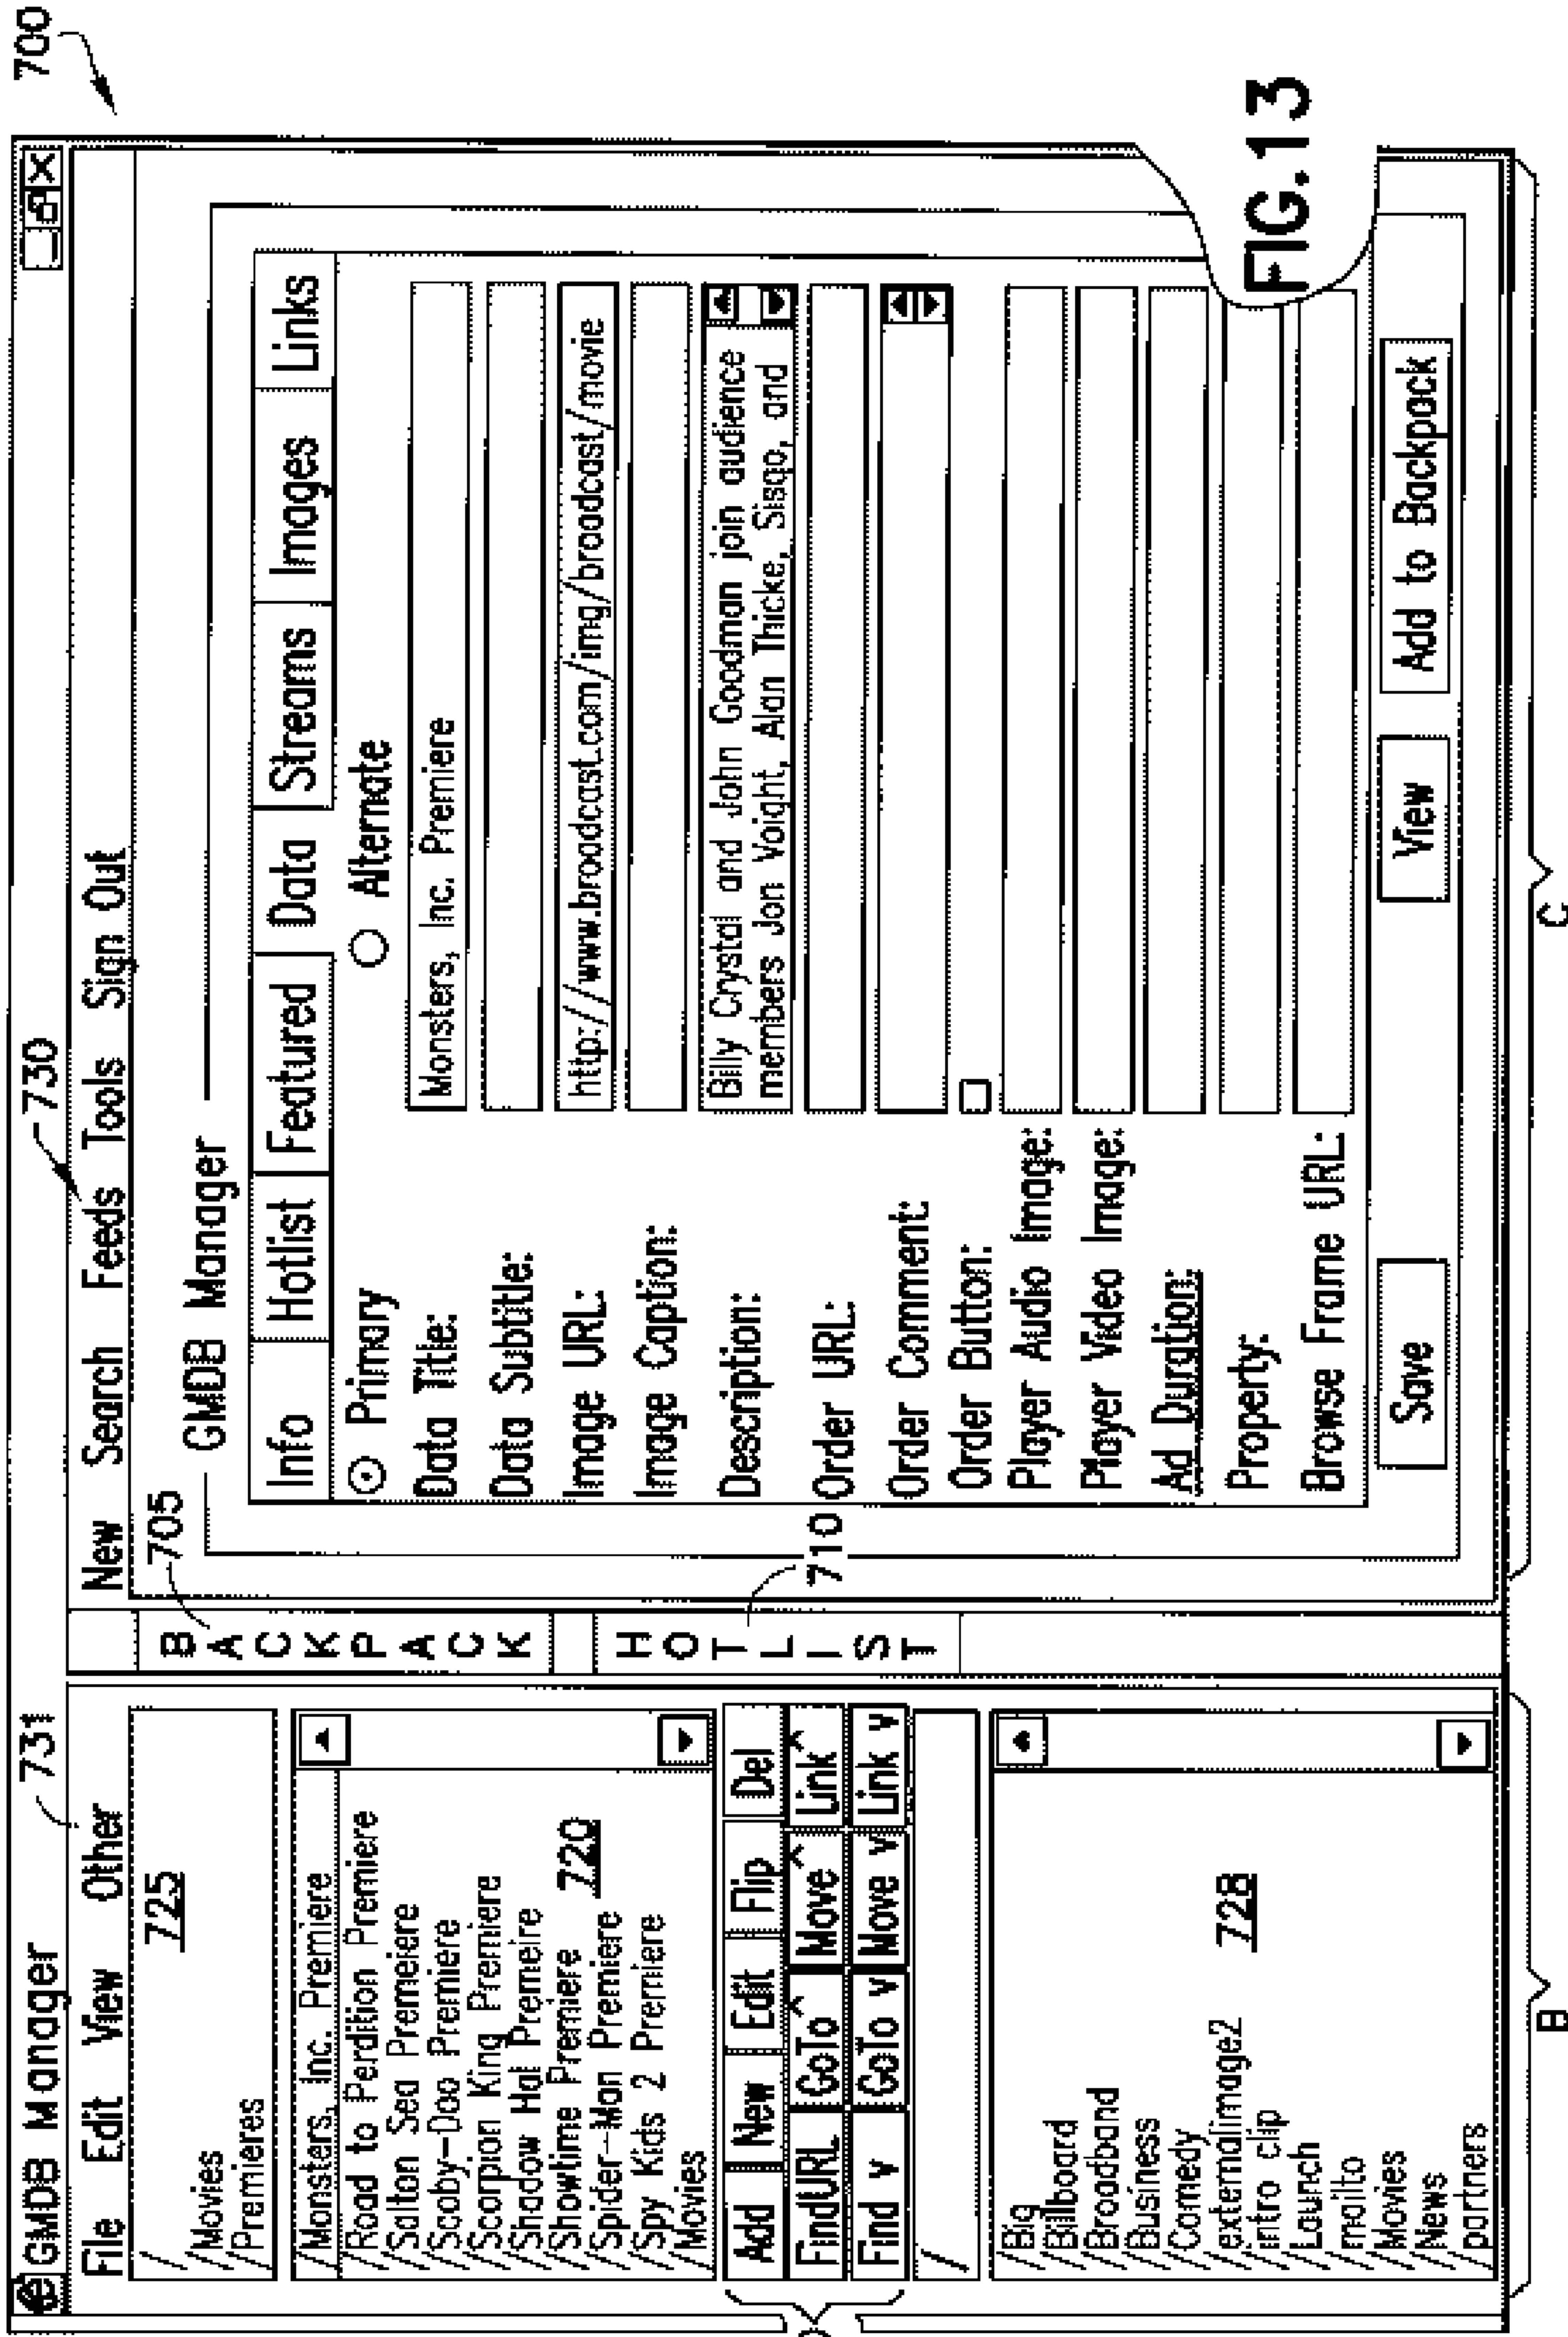 700
GMDB Manager
731
730
File Edit View Other
New Search Feeds Tools Sign Out
705
725
/
/Movies
/Premieres
BACKPACK
HOTLIST
710
/Monsters, Inc. Premiere
/Road to Perdition Premiere
/Salton Sea Premeiere
/Scooby-Doo Premiere
/Scorpion King Premiere
/Shadow Hal Premeire
/Showtime Premiere
/Spider-Man Premiere
/Spy Kids 2 Premiere
/Movies
720
Add New Edit Flip Del
FindURL GoTo ^ Move ^ Link ^
Find v GoTo v Move v Link v
/
/Big
/Billboard
/Broadband
/Business
/Comedy
/externalimage2
/intro clip
/Launch
/mailto
/Movies
/News
/partners
728
B
GMDB Manager
Info Hotlist Featured Data Streams Images Links
Primary Alternate
Data Title: Monsters, Inc. Premiere
Data Subtitle:
Image URL: http://www.broadcast.com/img/broadcast/movie
Image Caption:
Description: Billy Crystal and John Goodman join audience
members Jon Voight, Alan Thicke, Sisqo, and
Order URL:
Order Comment:
Order Button:
Player Audio Image:
Player Video Image:
Ad Duration:
Property:
Browse Frame URL:
Save View Add to Backpack
C
FIG.13